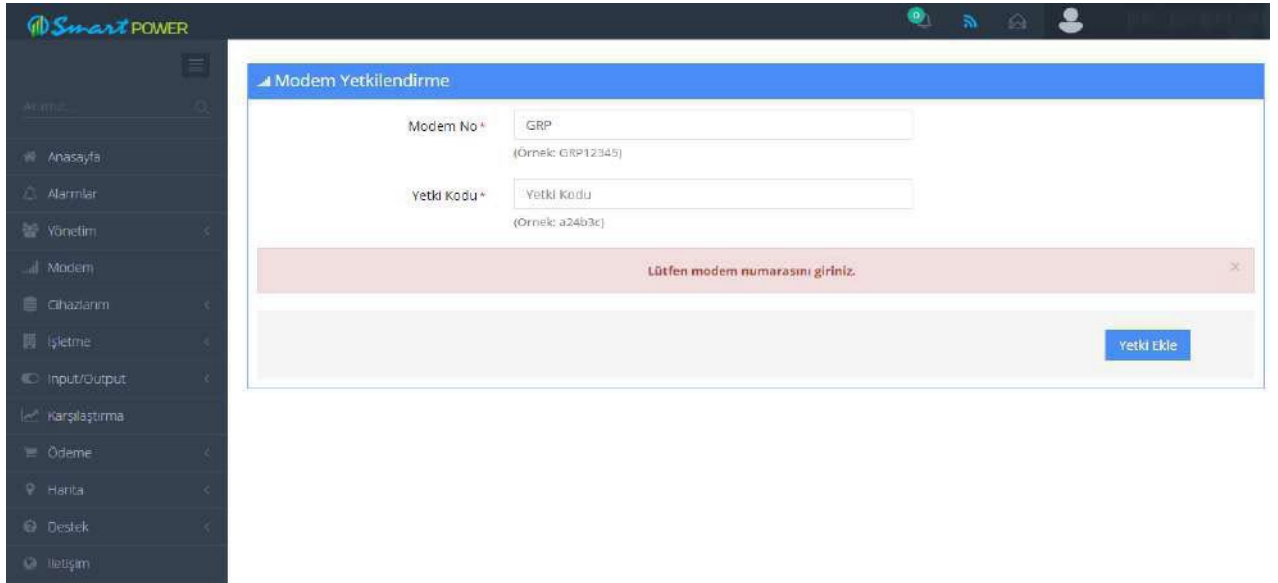 Smart POWER
0
Modem Yetkilendirme
Modem No *
GRP
(Örnek: GRP12345)
Yetki Kodu *
Yetki Kodu
(Örnek: a24b3c)
Lütfen modem numarasını giriniz.
×
Yetki Ekle
Anasayfa
Alarmlar
Yönetim
Modem
Cihazlarım
İşletme
Input/Output
Karşılaştırma
Ödeme
Harita
Destek
İletişim